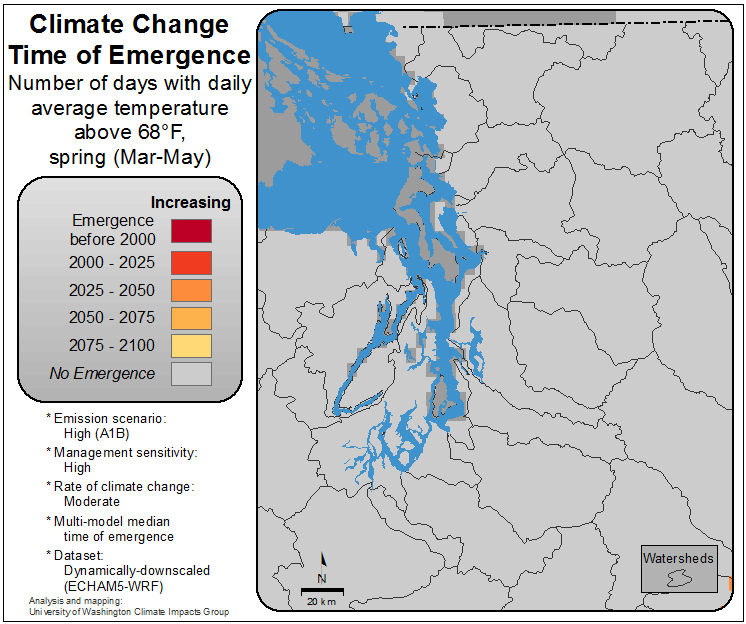 Climate Change
Time of Emergence
Number of days with daily
average temperature
above 68°F,
spring (Mar-May)
Increasing
Emergence
before 2000
2000 - 2025
2025 - 2050
2050 - 2075
2075 - 2100
No Emergence
* Emission scenario:
High (A1B)
* Management sensitivity:
High
* Rate of climate change:
Moderate
* Multi-model median
time of emergence
* Dataset:
Dynamically-downscaled
(ECHAM5-WRF)
Analysis and mapping:
University of Washington Climate Impacts Group
N
20 km
Watersheds